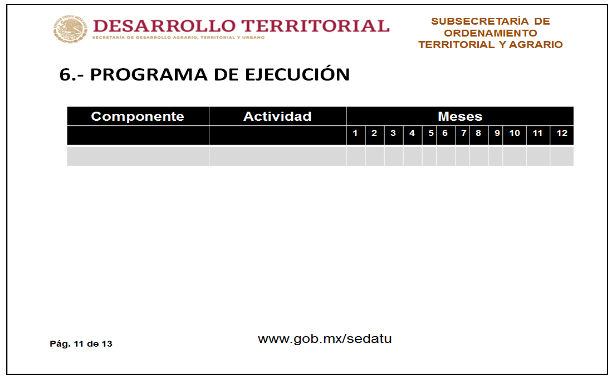 DESARROLLO TERRITORIAL
SECRETARÍA DE DESARROLLO AGRARIO, TERRITORIAL Y URBANO
SUBSECRETARÍA DE
ORDENAMIENTO
TERRITORIAL Y AGRARIO
6.- PROGRAMA DE EJECUCIÓN
Componente Actividad Meses
1 2 3 4 5 6 7 8 9 10 11 12
www.gob.mx/sedatu
Pág. 11 de 13